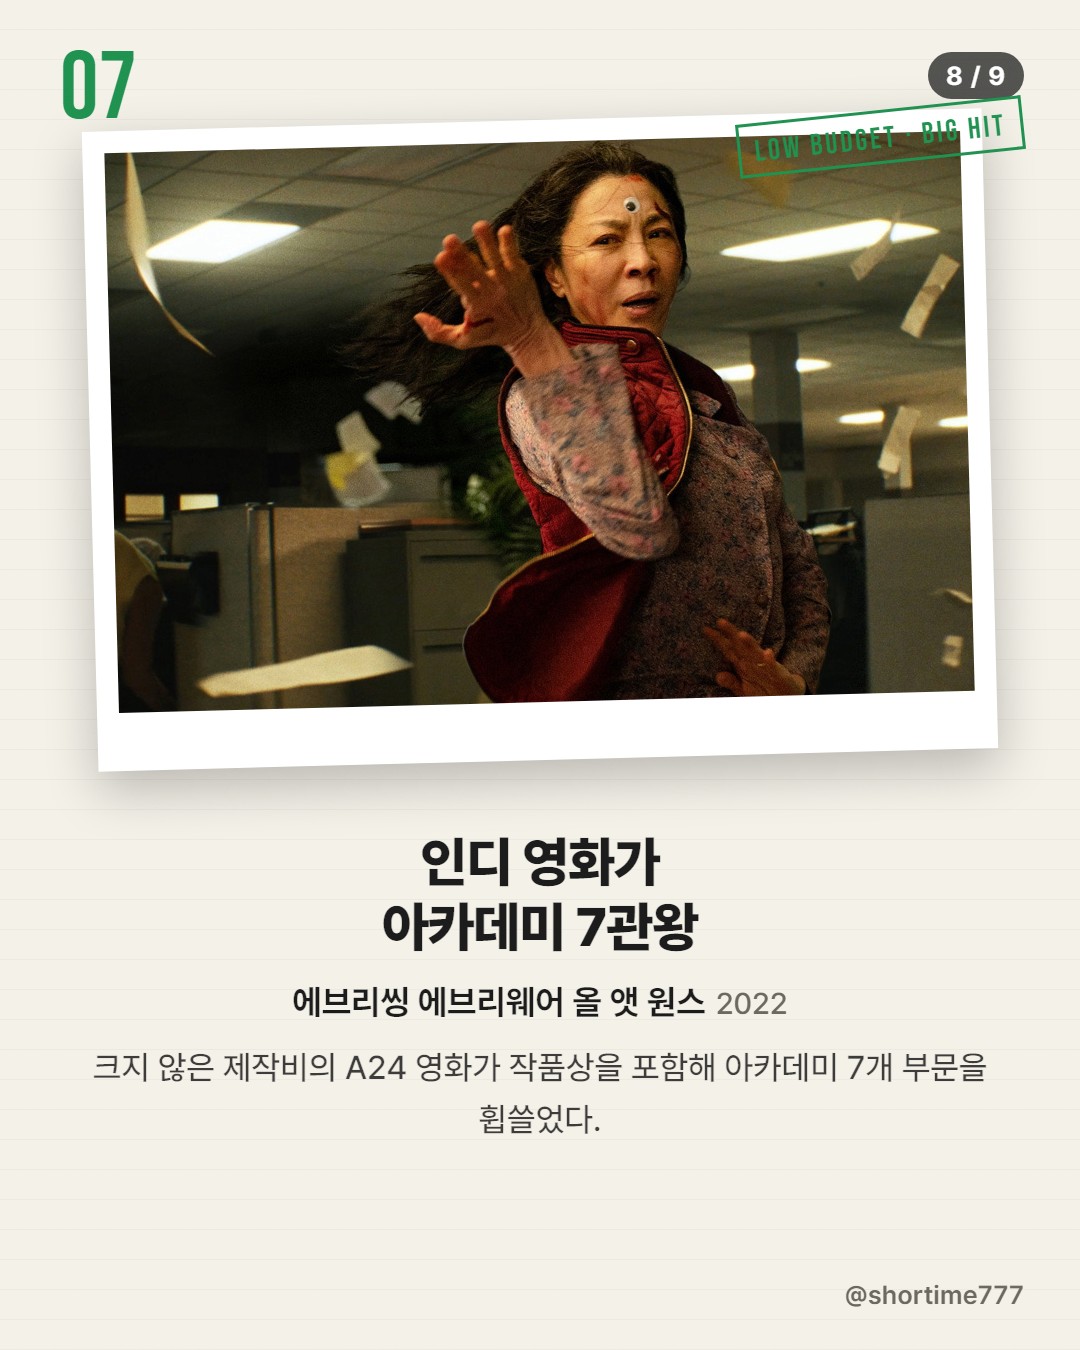 07
8 / 9
LOW BUDGET · BIG HIT
인디 영화가
아카데미 7관왕
에브리씽 에브리웨어 올 앳 원스 2022
크지 않은 제작비의 A24 영화가 작품상을 포함해 아카데미 7개 부문을
휩쓸었다.
@shortime777